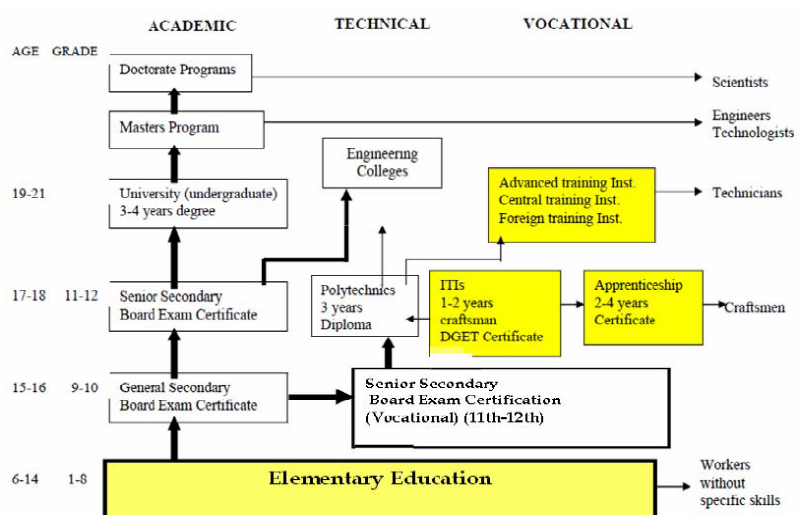 ACADEMIC TECHNICAL VOCATIONAL
AGE GRADE
Doctorate Programs
Scientists
Masters Program
Engineers
Technologists
Engineering
Colleges
19-21
University (undergraduate)
3-4 years degree
Advanced training Inst.
Central training Inst.
Foreign training Inst.
Technicians
17-18 11-12
Senior Secondary
Board Exam Certificate
Polytechnics
3 years
Diploma
ITIs
1-2 years
craftsman
DGET Certificate
Apprenticeship
2-4 years
Certificate
Craftsmen
15-16 9-10
General Secondary
Board Exam Certificate
Senior Secondary
Board Exam Certification
(Vocational) (11th-12th)
6-14 1-8
Elementary Education
Workers
without
specific skills